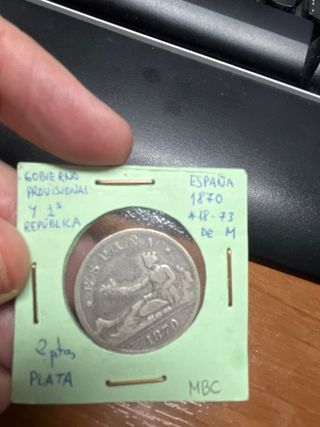 GOBIERNO
PROVISIONAL
Y 1ª
REPÚBLICA
ESPAÑA
1870
*18-73
DE M
ESPAÑA
1870
2 ptas
PLATA
MBC